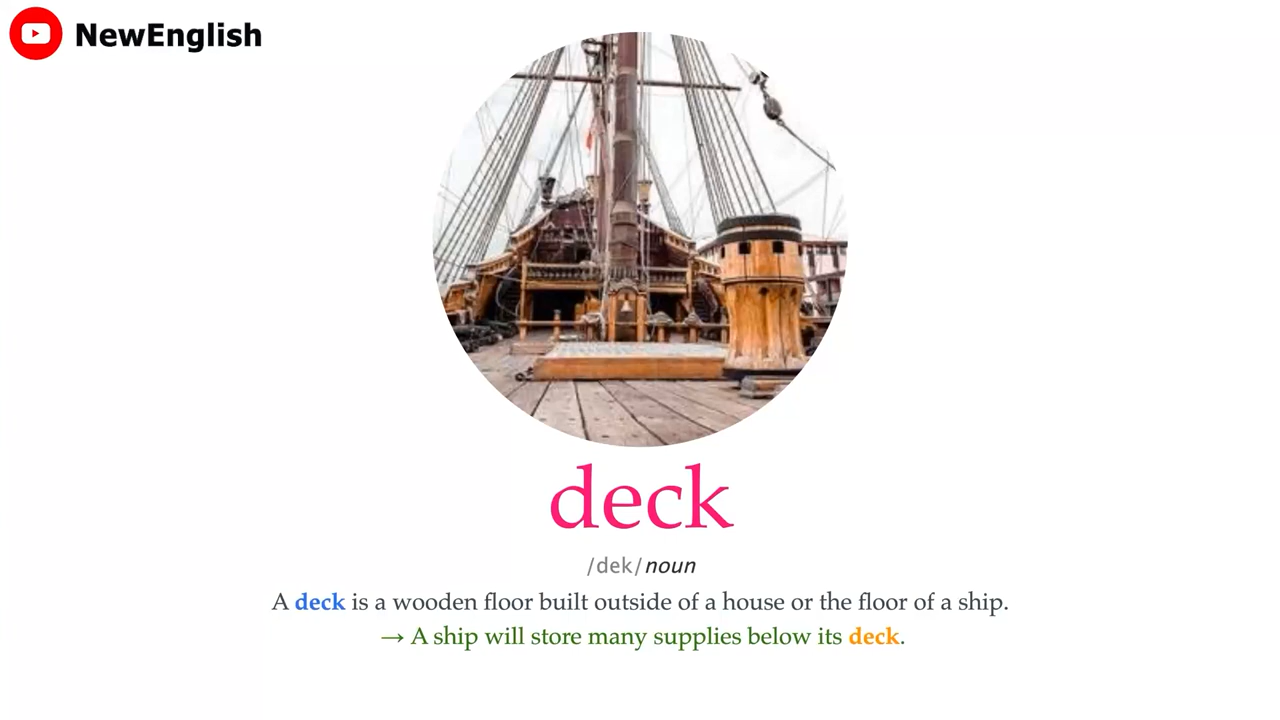 NewEnglish
deck
/dek/noun
A deck is a wooden floor built outside of a house or the floor of a ship.
→ A ship will store many supplies below its deck.